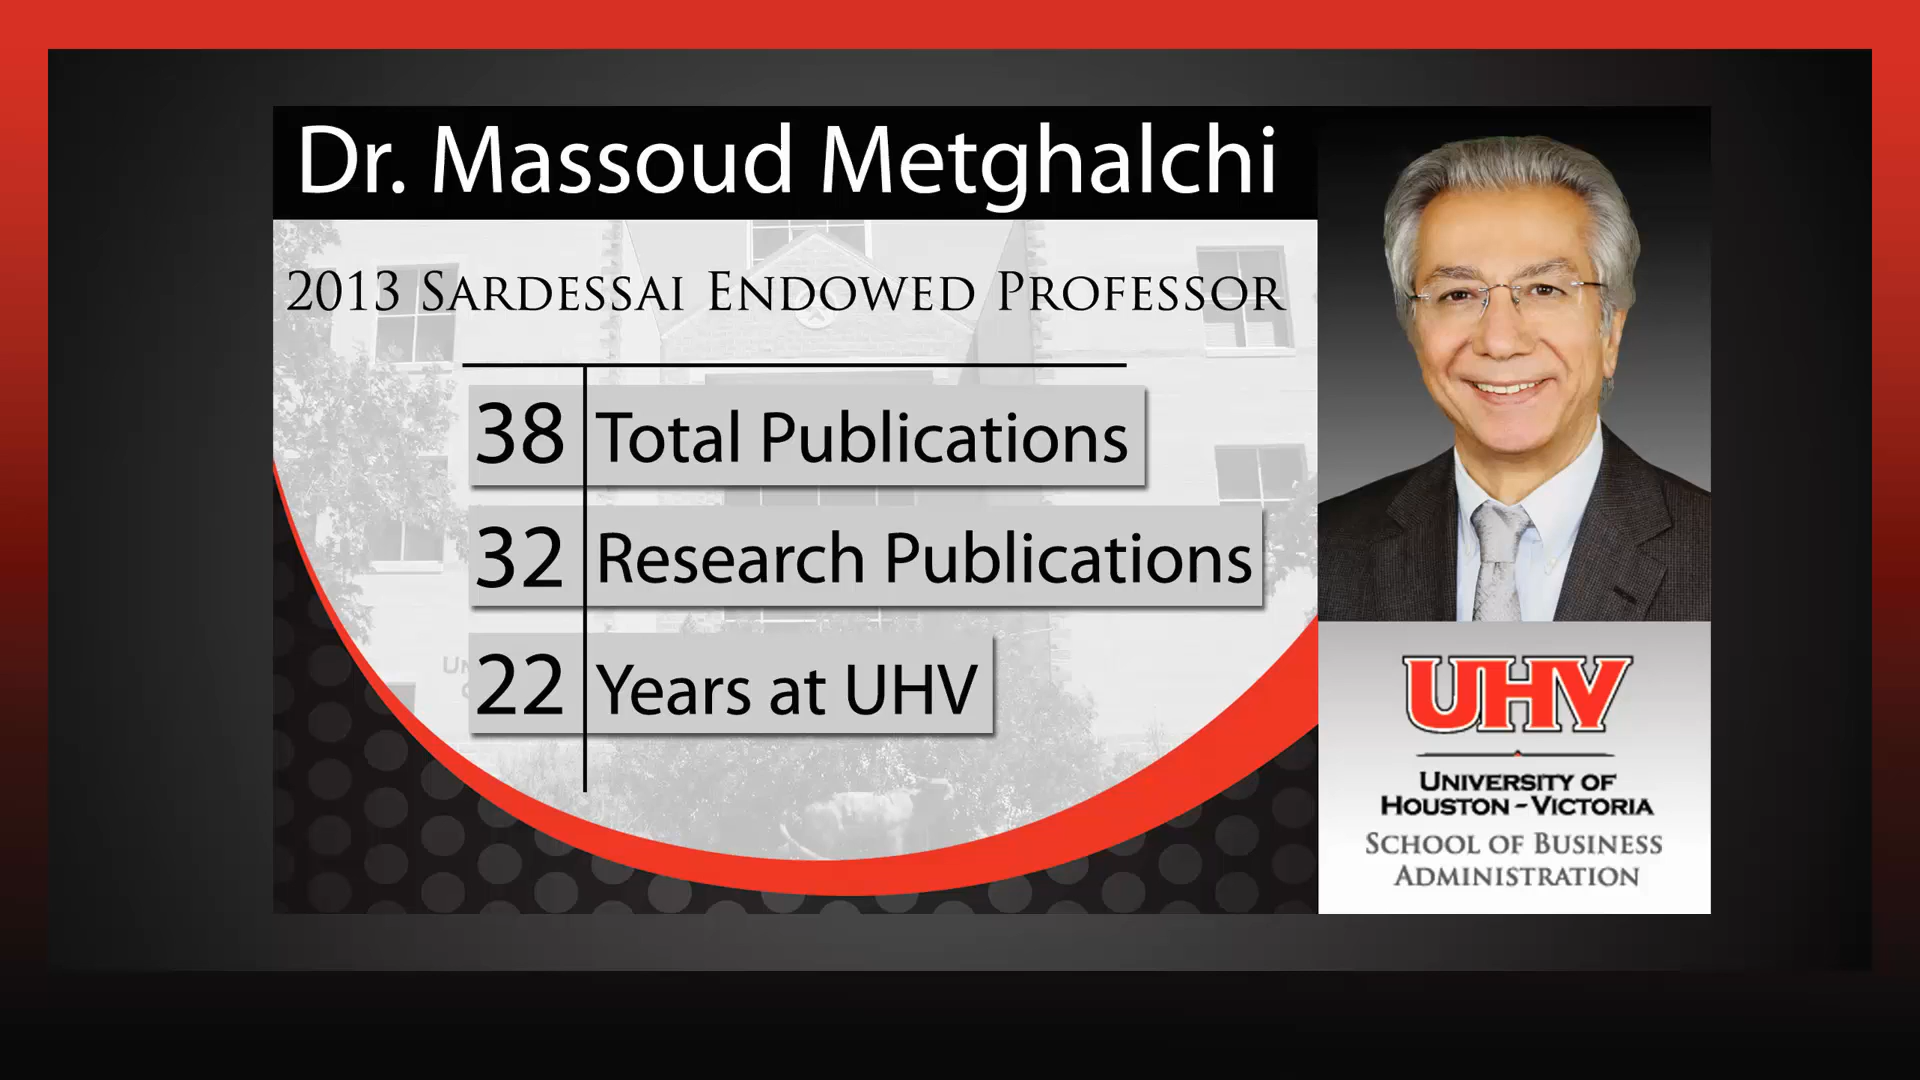 Dr. Massoud Metghalchi
2013 Sardessai Endowed Professor
38 Total Publications
32 Research Publications
22 Years at UHV
UHV
University of
Houston-Victoria
School of Business
Administration